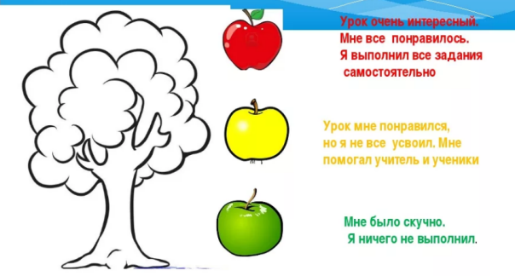 Урок очень интересный.
Мне все понравилось.
Я выполнил все задания
самостоятельно
Урок мне понравился,
но я не все усвоил. Мне
помогал учитель и ученики
Мне было скучно.
Я ничего не выполнил.